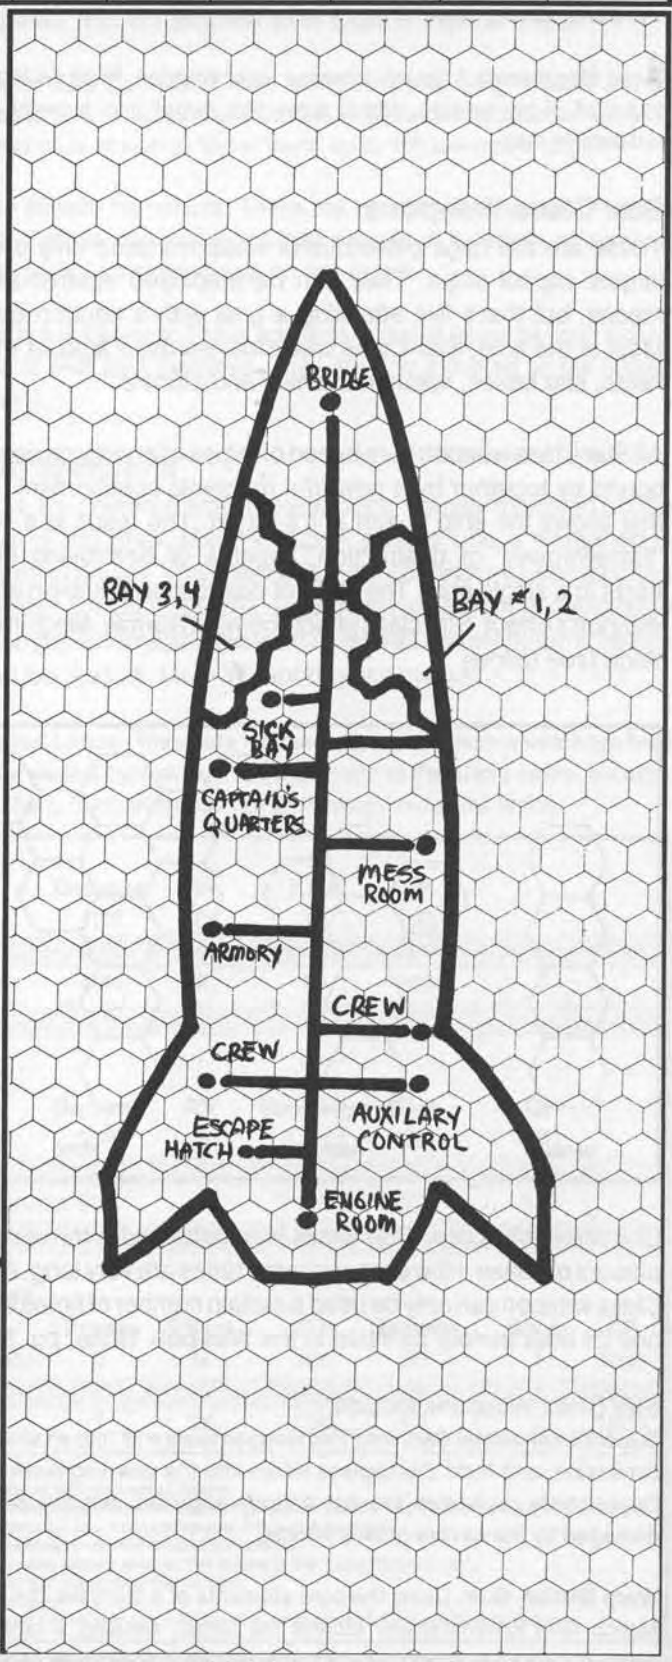 BRIDGE
BAY 3,4
BAY # 1,2
SICK
BAY
CAPTAIN'S
QUARTERS
MESS
ROOM
ARMORY
CREW
CREW
AUXILARY
CONTROL
ESCAPE
HATCH
ENGINE
ROOM